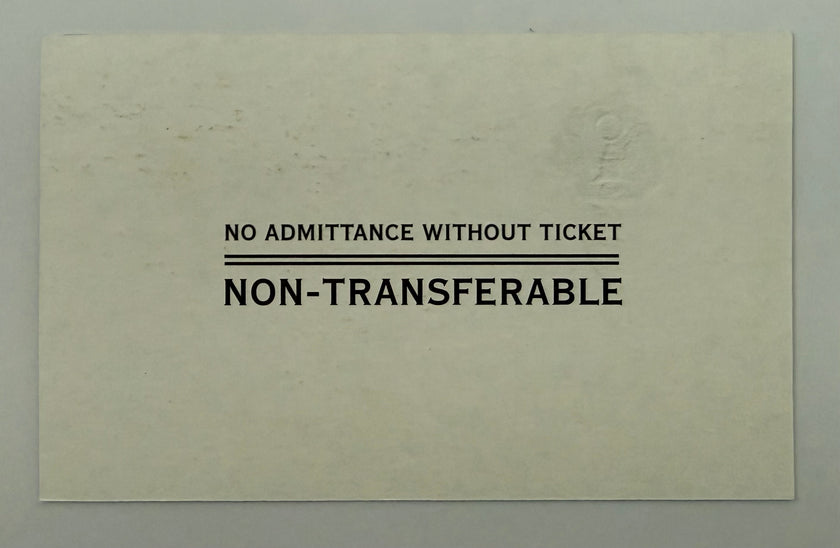 NO ADMITTANCE WITHOUT TICKET
NON-TRANSFERABLE